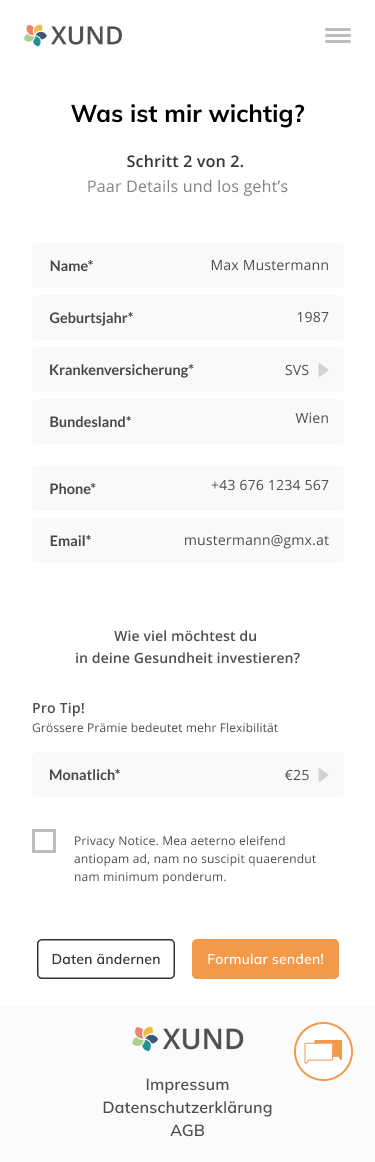 XUND
Was ist mir wichtig?
Schritt 2 von 2.
Paar Details und los geht's
Name* Max Mustermann
Geburtsjahr* 1987
Krankenversicherung* SVS
Bundesland* Wien
Phone* +43 676 1234 567
Email* mustermann@gmx.at
Wie viel möchtest du
in deine Gesundheit investieren?
Pro Tip!
Grössere Prämie bedeutet mehr Flexibilität
Monatlich* €25
Privacy Notice. Mea aeterno eleifend
antiopam ad, nam no suscipit quaerendut
nam minimum ponderum.
Daten ändernen Formular senden!
XUND
Impressum
Datenschutzerklärung
AGB